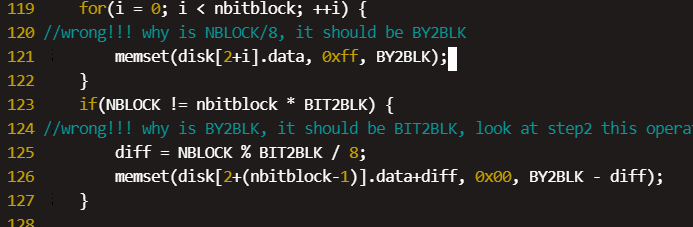 119 for(i = 0; i < nbitblock; ++i) {
120 //wrong!!! why is NBLOCK/8, it should be BY2BLK
121 memset(disk[2+i].data, 0xff, BY2BLK);
122 }
123 if(NBLOCK != nbitblock * BIT2BLK) {
124 //wrong!!! why is BY2BLK, it should be BIT2BLK, look at step2 this opera
125 diff = NBLOCK % BIT2BLK / 8;
126 memset(disk[2+(nbitblock-1)].data+diff, 0x00, BY2BLK - diff);
127 }
128